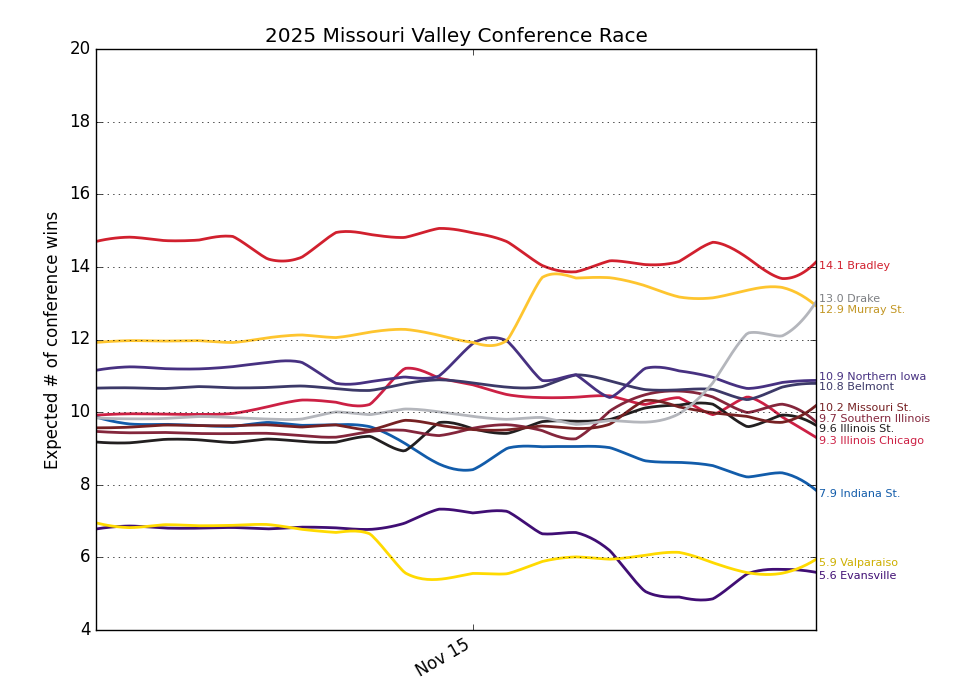 2025 Missouri Valley Conference Race
Expected # of conference wins
20
18
16
14
12
10
8
6
4
Nov 15
14.1 Bradley
13.0 Drake
12.9 Murray St.
10.9 Northern Iowa
10.8 Belmont
10.2 Missouri St.
9.7 Southern Illinois
9.6 Illinois St.
9.3 Illinois Chicago
7.9 Indiana St.
5.9 Valparaiso
5.6 Evansville